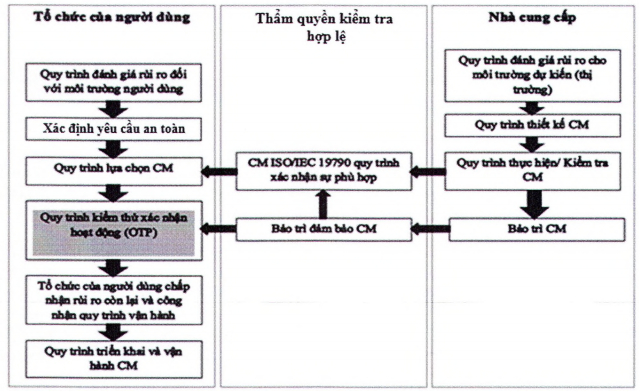 Tổ chức của người dùng
Quy trình đánh giá rủi ro đối
với môi trường người dùng
Xác định yêu cầu an toàn
Quy trình lựa chọn CM
Quy trình kiểm thử xác nhận
hoạt động (OTP)
Tổ chức của người dùng chấp
nhận rủi ro còn lại và công
nhận quy trình vận hành
Quy trình triển khai và vận
hành CM
Thẩm quyền kiểm tra
hợp lệ
CM ISO/IEC 19790 quy trình
xác nhận sự phù hợp
Bảo trì đảm bảo CM
Nhà cung cấp
Quy trình đánh giá rủi ro cho
môi trường dự kiến (thị
trường)
Quy trình thiết kế CM
Quy trình thực hiện/ Kiểm tra
CM
Bảo trì CM